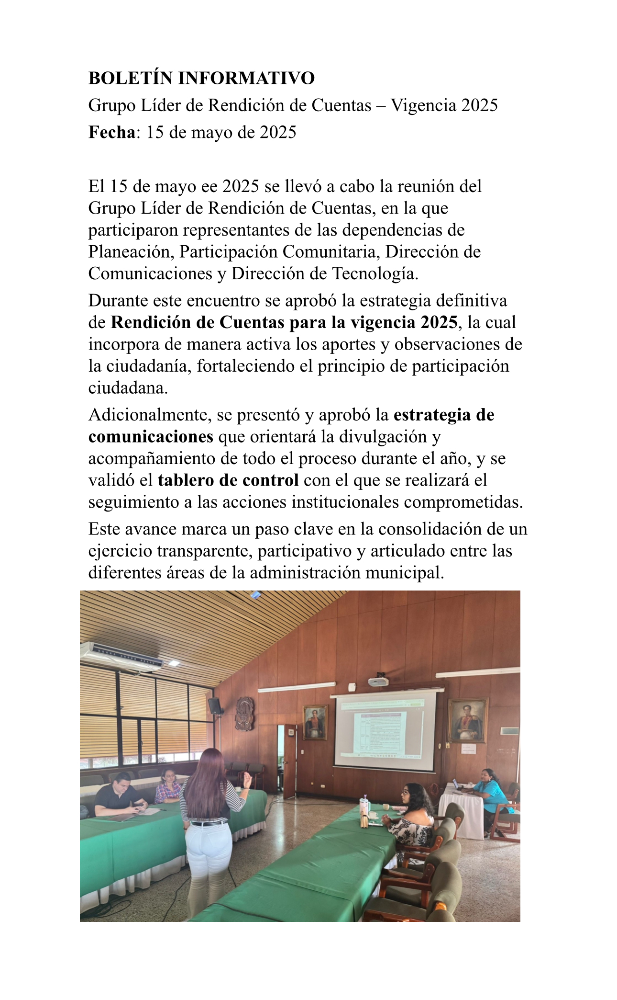 BOLETÍN INFORMATIVO
Grupo Líder de Rendición de Cuentas – Vigencia 2025
Fecha: 15 de mayo de 2025
El 15 de mayo ee 2025 se llevó a cabo la reunión del
Grupo Líder de Rendición de Cuentas, en la que
participaron representantes de las dependencias de
Planeación, Participación Comunitaria, Dirección de
Comunicaciones y Dirección de Tecnología.
Durante este encuentro se aprobó la estrategia definitiva
de Rendición de Cuentas para la vigencia 2025, la cual
incorpora de manera activa los aportes y observaciones de
la ciudadanía, fortaleciendo el principio de participación
ciudadana.
Adicionalmente, se presentó y aprobó la estrategia de
comunicaciones que orientará la divulgación y
acompañamiento de todo el proceso durante el año, y se
validó el tablero de control con el que se realizará el
seguimiento a las acciones institucionales comprometidas.
Este avance marca un paso clave en la consolidación de un
ejercicio transparente, participativo y articulado entre las
diferentes áreas de la administración municipal.